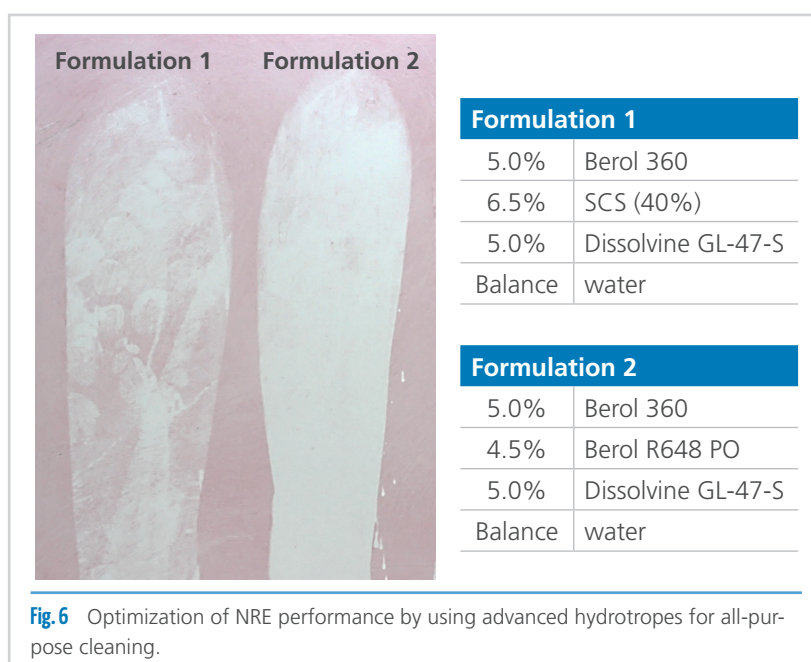 Formulation 1 Formulation 2
Formulation 1
5.0% Berol 360
6.5% SCS (40%)
5.0% Dissolvine GL-47-S
Balance water
Formulation 2
5.0% Berol 360
4.5% Berol R648 PO
5.0% Dissolvine GL-47-S
Balance water
Fig. 6 Optimization of NRE performance by using advanced hydrotropes for all-pur-
pose cleaning.